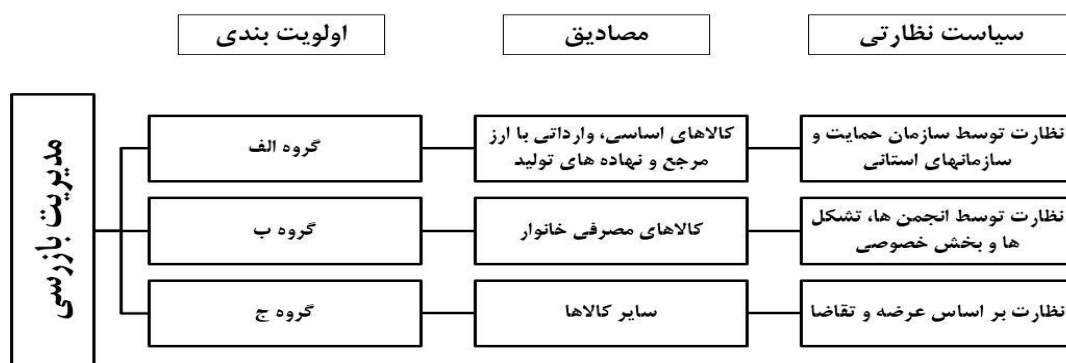 اولویت بندی
مصادیق
سیاست نظارتی
مدیریت بازرسی
گروه الف
کالاهای اساسی، وارداتی با ارز
مرجع و نهاده های تولید
نظارت توسط سازمان حمایت و
سازمانهای استانی
گروه ب
کالاهای مصرفی خانوار
نظارت توسط انجمن ها، تشکل
ها و بخش خصوصی
گروه ج
سایر کالاها
نظارت بر اساس عرضه و تقاضا